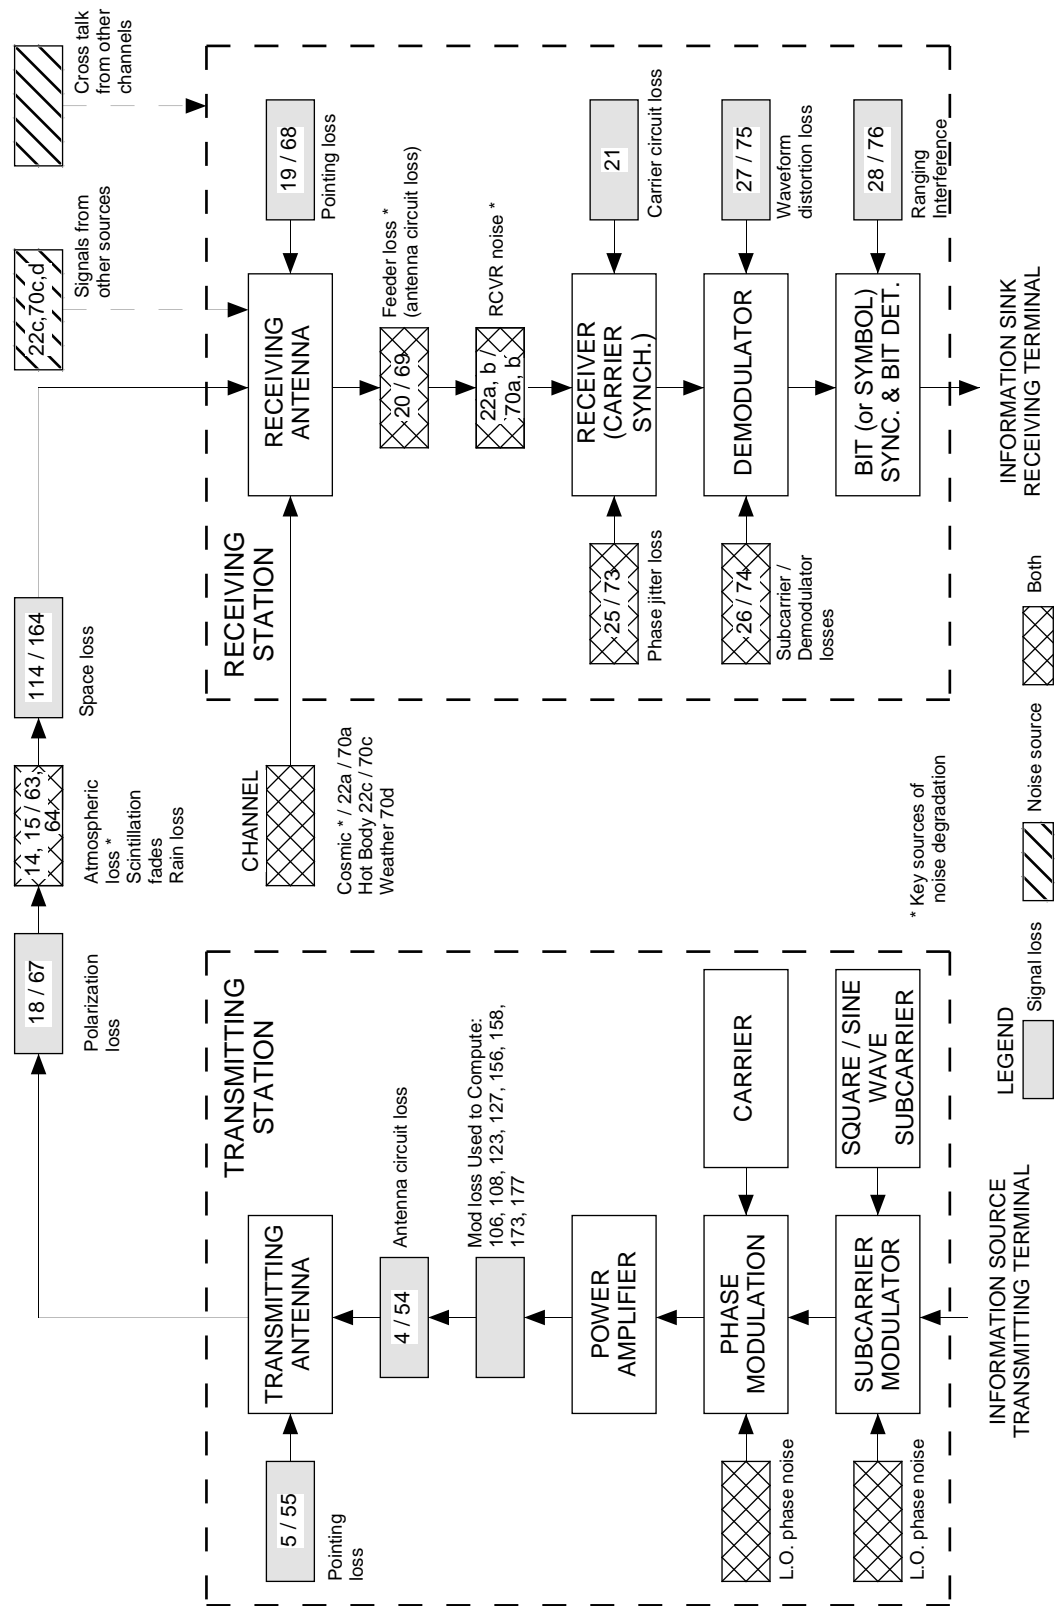 18 / 67
Polarization
loss
14, 15 / 63,
64
Atmospheric
loss *
Scintillation
fades
Rain loss
114 / 164
Space loss
22c,70c,d
Signals from
other sources
Cross talk
from other
channels
TRANSMITTING
STATION
5 / 55
Pointing
loss
TRANSMITTING
ANTENNA
4 / 54
Antenna circuit loss
Mod loss Used to Compute:
106, 108, 123, 127, 156, 158,
173, 177
POWER
AMPLIFIER
L.O. phase noise
PHASE
MODULATION
CARRIER
L.O. phase noise
SUBCARRIER
MODULATOR
SQUARE / SINE
WAVE
SUBCARRIER
INFORMATION SOURCE
TRANSMITTING TERMINAL
CHANNEL
Cosmic * / 22a / 70a
Hot Body 22c / 70c
Weather 70d
RECEIVING
STATION
RECEIVING
ANTENNA
19 / 68
Pointing loss
20 / 69
Feeder loss *
(antenna circuit loss)
22a, b /
70a, b
RCVR noise *
25 / 73
Phase jitter loss
RECEIVER
(CARRIER
SYNCH.)
21
Carrier circuit loss
26 / 74
Subcarrier /
Demodulator
losses
DEMODULATOR
27 / 75
Waveform
distortion loss
BIT (or SYMBOL)
SYNC. & BIT DET.
28 / 76
Ranging
Interference
INFORMATION SINK
RECEIVING TERMINAL
* Key sources of
noise degradation
LEGEND
Signal loss
Noise source
Both